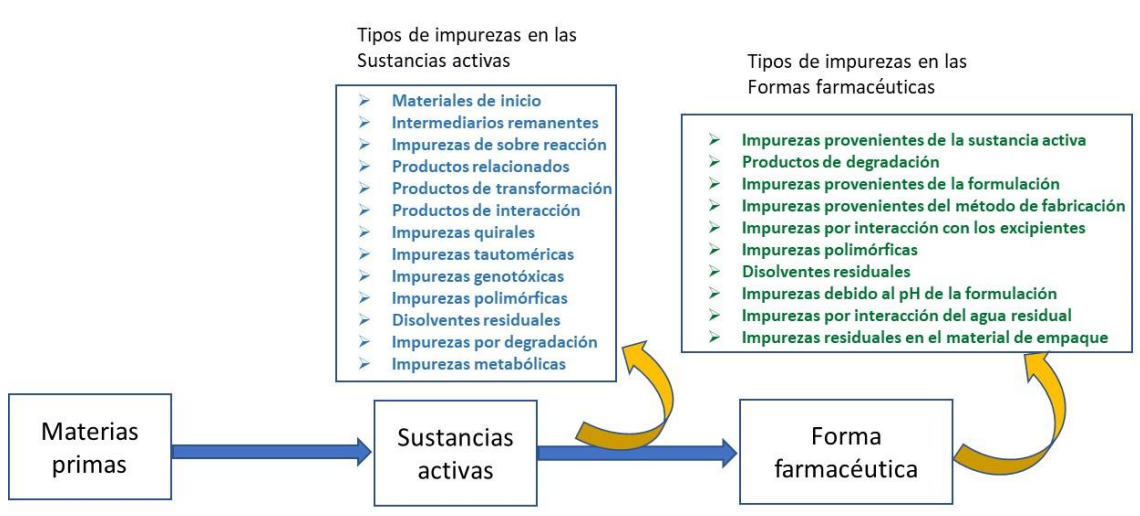 Tipos de impurezas en las
Sustancias activas
Materiales de inicio
Intermediarios remanentes
Impurezas de sobre reacción
Productos relacionados
Productos de transformación
Productos de interacción
Impurezas quirales
Impurezas tautoméricas
Impurezas genotóxicas
Impurezas polimórficas
Disolventes residuales
Impurezas por degradación
Impurezas metabólicas
Tipos de impurezas en las
Formas farmacéuticas
Impurezas provenientes de la sustancia activa
Productos de degradación
Impurezas provenientes de la formulación
Impurezas provenientes del método de fabricación
Impurezas por interacción con los excipientes
Impurezas polimórficas
Disolventes residuales
Impurezas debido al pH de la formulación
Impurezas por interacción del agua residual
Impurezas residuales en el material de empaque
Materias
primas
Sustancias
activas
Forma
farmacéutica